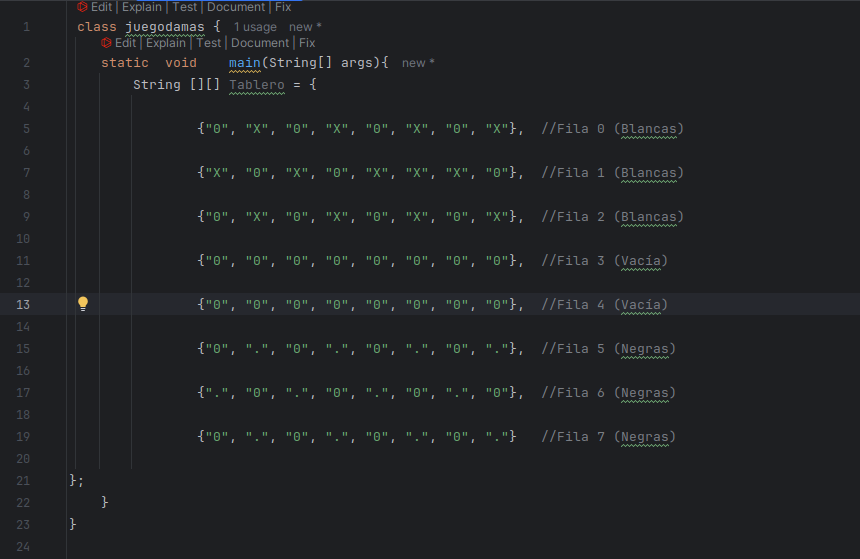 Edit | Explain | Test | Document | Fix
1 class juegodamas { 1 usage new *
Edit | Explain | Test | Document | Fix
2 static void main(String[] args){ new *
3 String [][] Tablero = {
4
5 {"0", "X", "0", "X", "0", "X", "0", "X"}, //Fila 0 (Blancas)
6
7 {"X", "0", "X", "0", "X", "X", "X", "0"}, //Fila 1 (Blancas)
8
9 {"0", "X", "0", "X", "0", "X", "0", "X"}, //Fila 2 (Blancas)
10
11 {"0", "0", "0", "0", "0", "0", "0", "0"}, //Fila 3 (Vacía)
12
13 {"0", "0", "0", "0", "0", "0", "0", "0"}, //Fila 4 (Vacía)
14
15 {"0", ".", "0", ".", "0", ".", "0", "."}, //Fila 5 (Negras)
16
17 {".", "0", ".", "0", ".", "0", ".", "0"}, //Fila 6 (Negras)
18
19 {"0", ".", "0", ".", "0", ".", "0", "."} //Fila 7 (Negras)
20
21 };
22 }
23 }
24